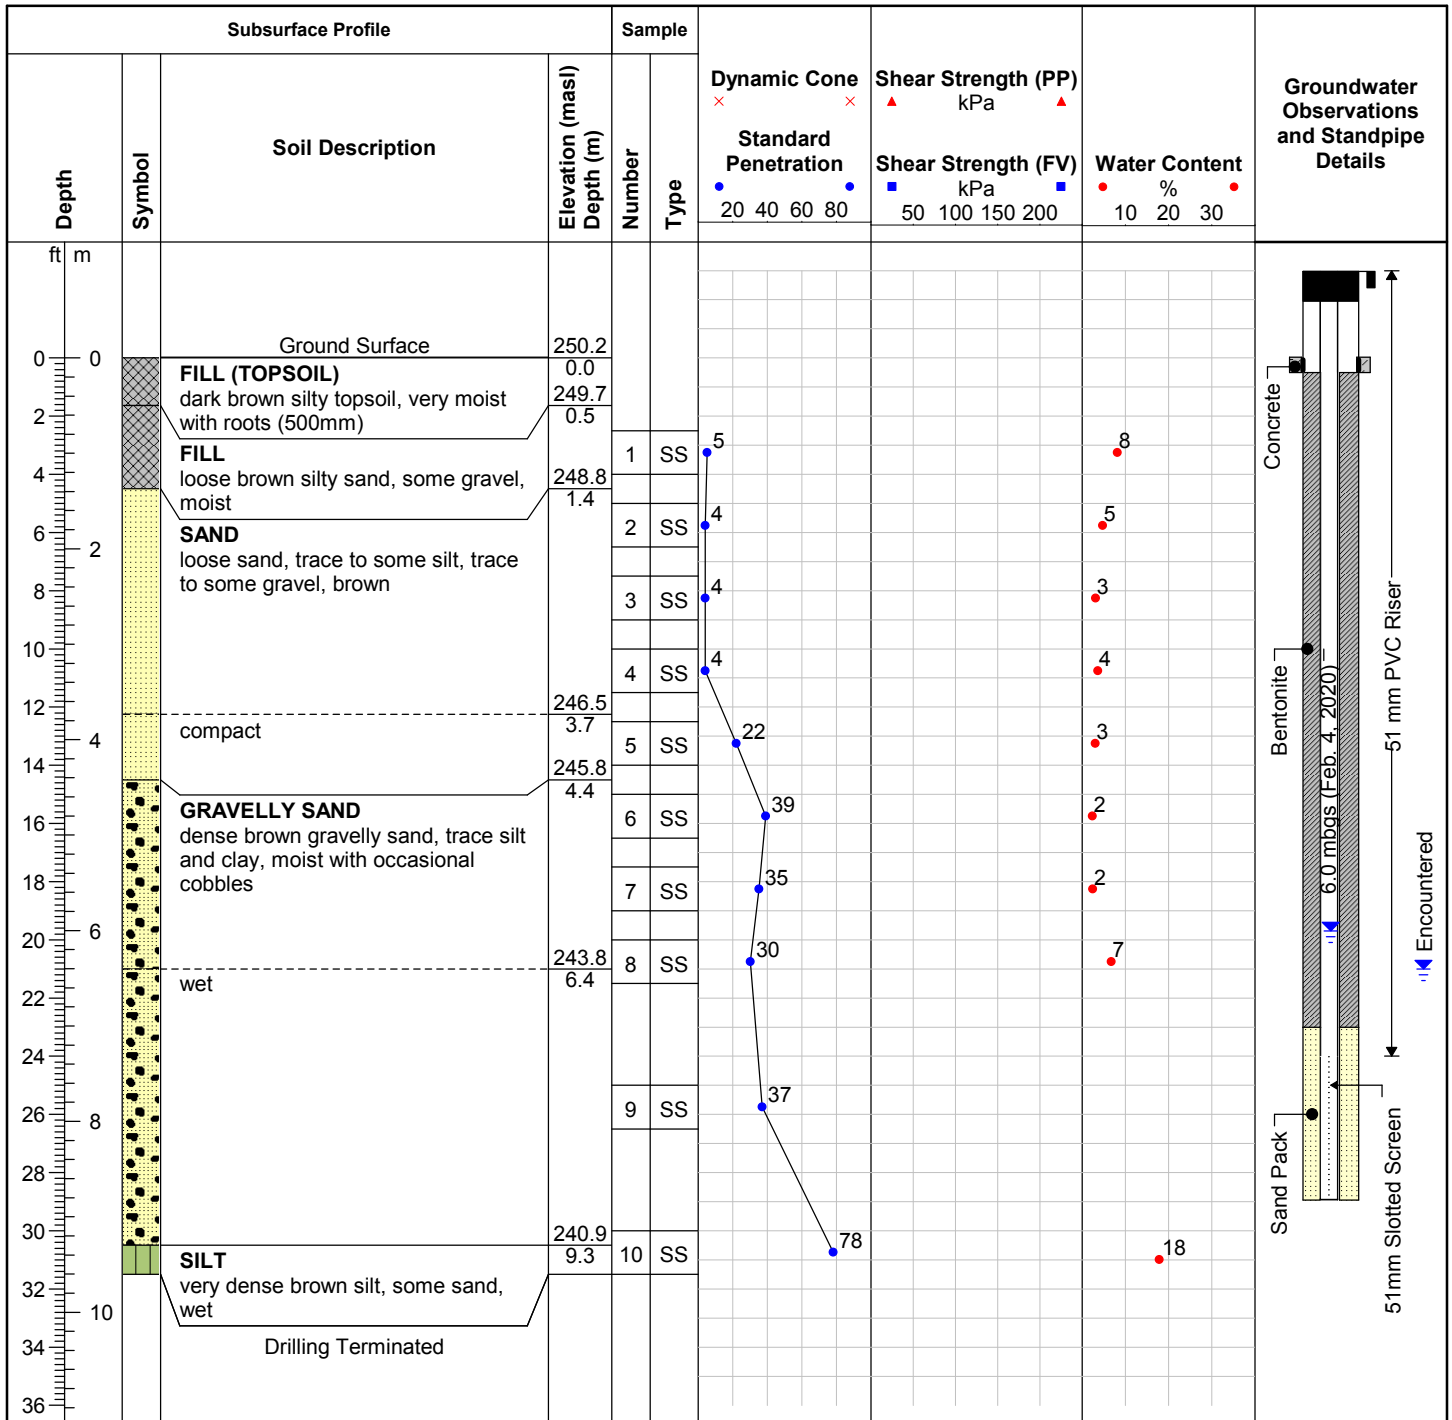 Subsurface Profile
Sample
Depth
Symbol
Soil Description
Elevation (masl)
Depth (m)
Number
Type
Dynamic Cone
Standard
Penetration
20 40 60 80
Shear Strength (PP)
kPa
Shear Strength (FV)
kPa
50 100 150 200
Water Content
%
10 20 30
Groundwater
Observations
and Standpipe
Details
ft m
Ground Surface
250.2
0 0
0.0
FILL (TOPSOIL)
dark brown silty topsoil, very moist
with roots (500mm)
249.7
0.5
2
FILL
loose brown silty sand, some gravel,
moist
1 SS 5 8
4
248.8
1.4
SAND
loose sand, trace to some silt, trace
to some gravel, brown
2 SS 4 5
6
2
8
3 SS 4 3
10
4 SS 4 4
12
246.5
3.7
compact
4
5 SS 22 3
14
245.8
4.4
GRAVELLY SAND
dense brown gravelly sand, trace silt
and clay, moist with occasional
cobbles
16
6 SS 39 2
18
7 SS 35 2
20
6
8 SS 30 7
243.8
6.4
wet
22
24
26
8
9 SS 37
28
30
240.9
9.3
10 SS 78 18
SILT
very dense brown silt, some sand,
wet
32
10
Drilling Terminated
34
36
Concrete
Bentonite
6.0 mbgs (Feb. 4, 2020)
51 mm PVC Riser
Encountered
Sand Pack
51mm Slotted Screen